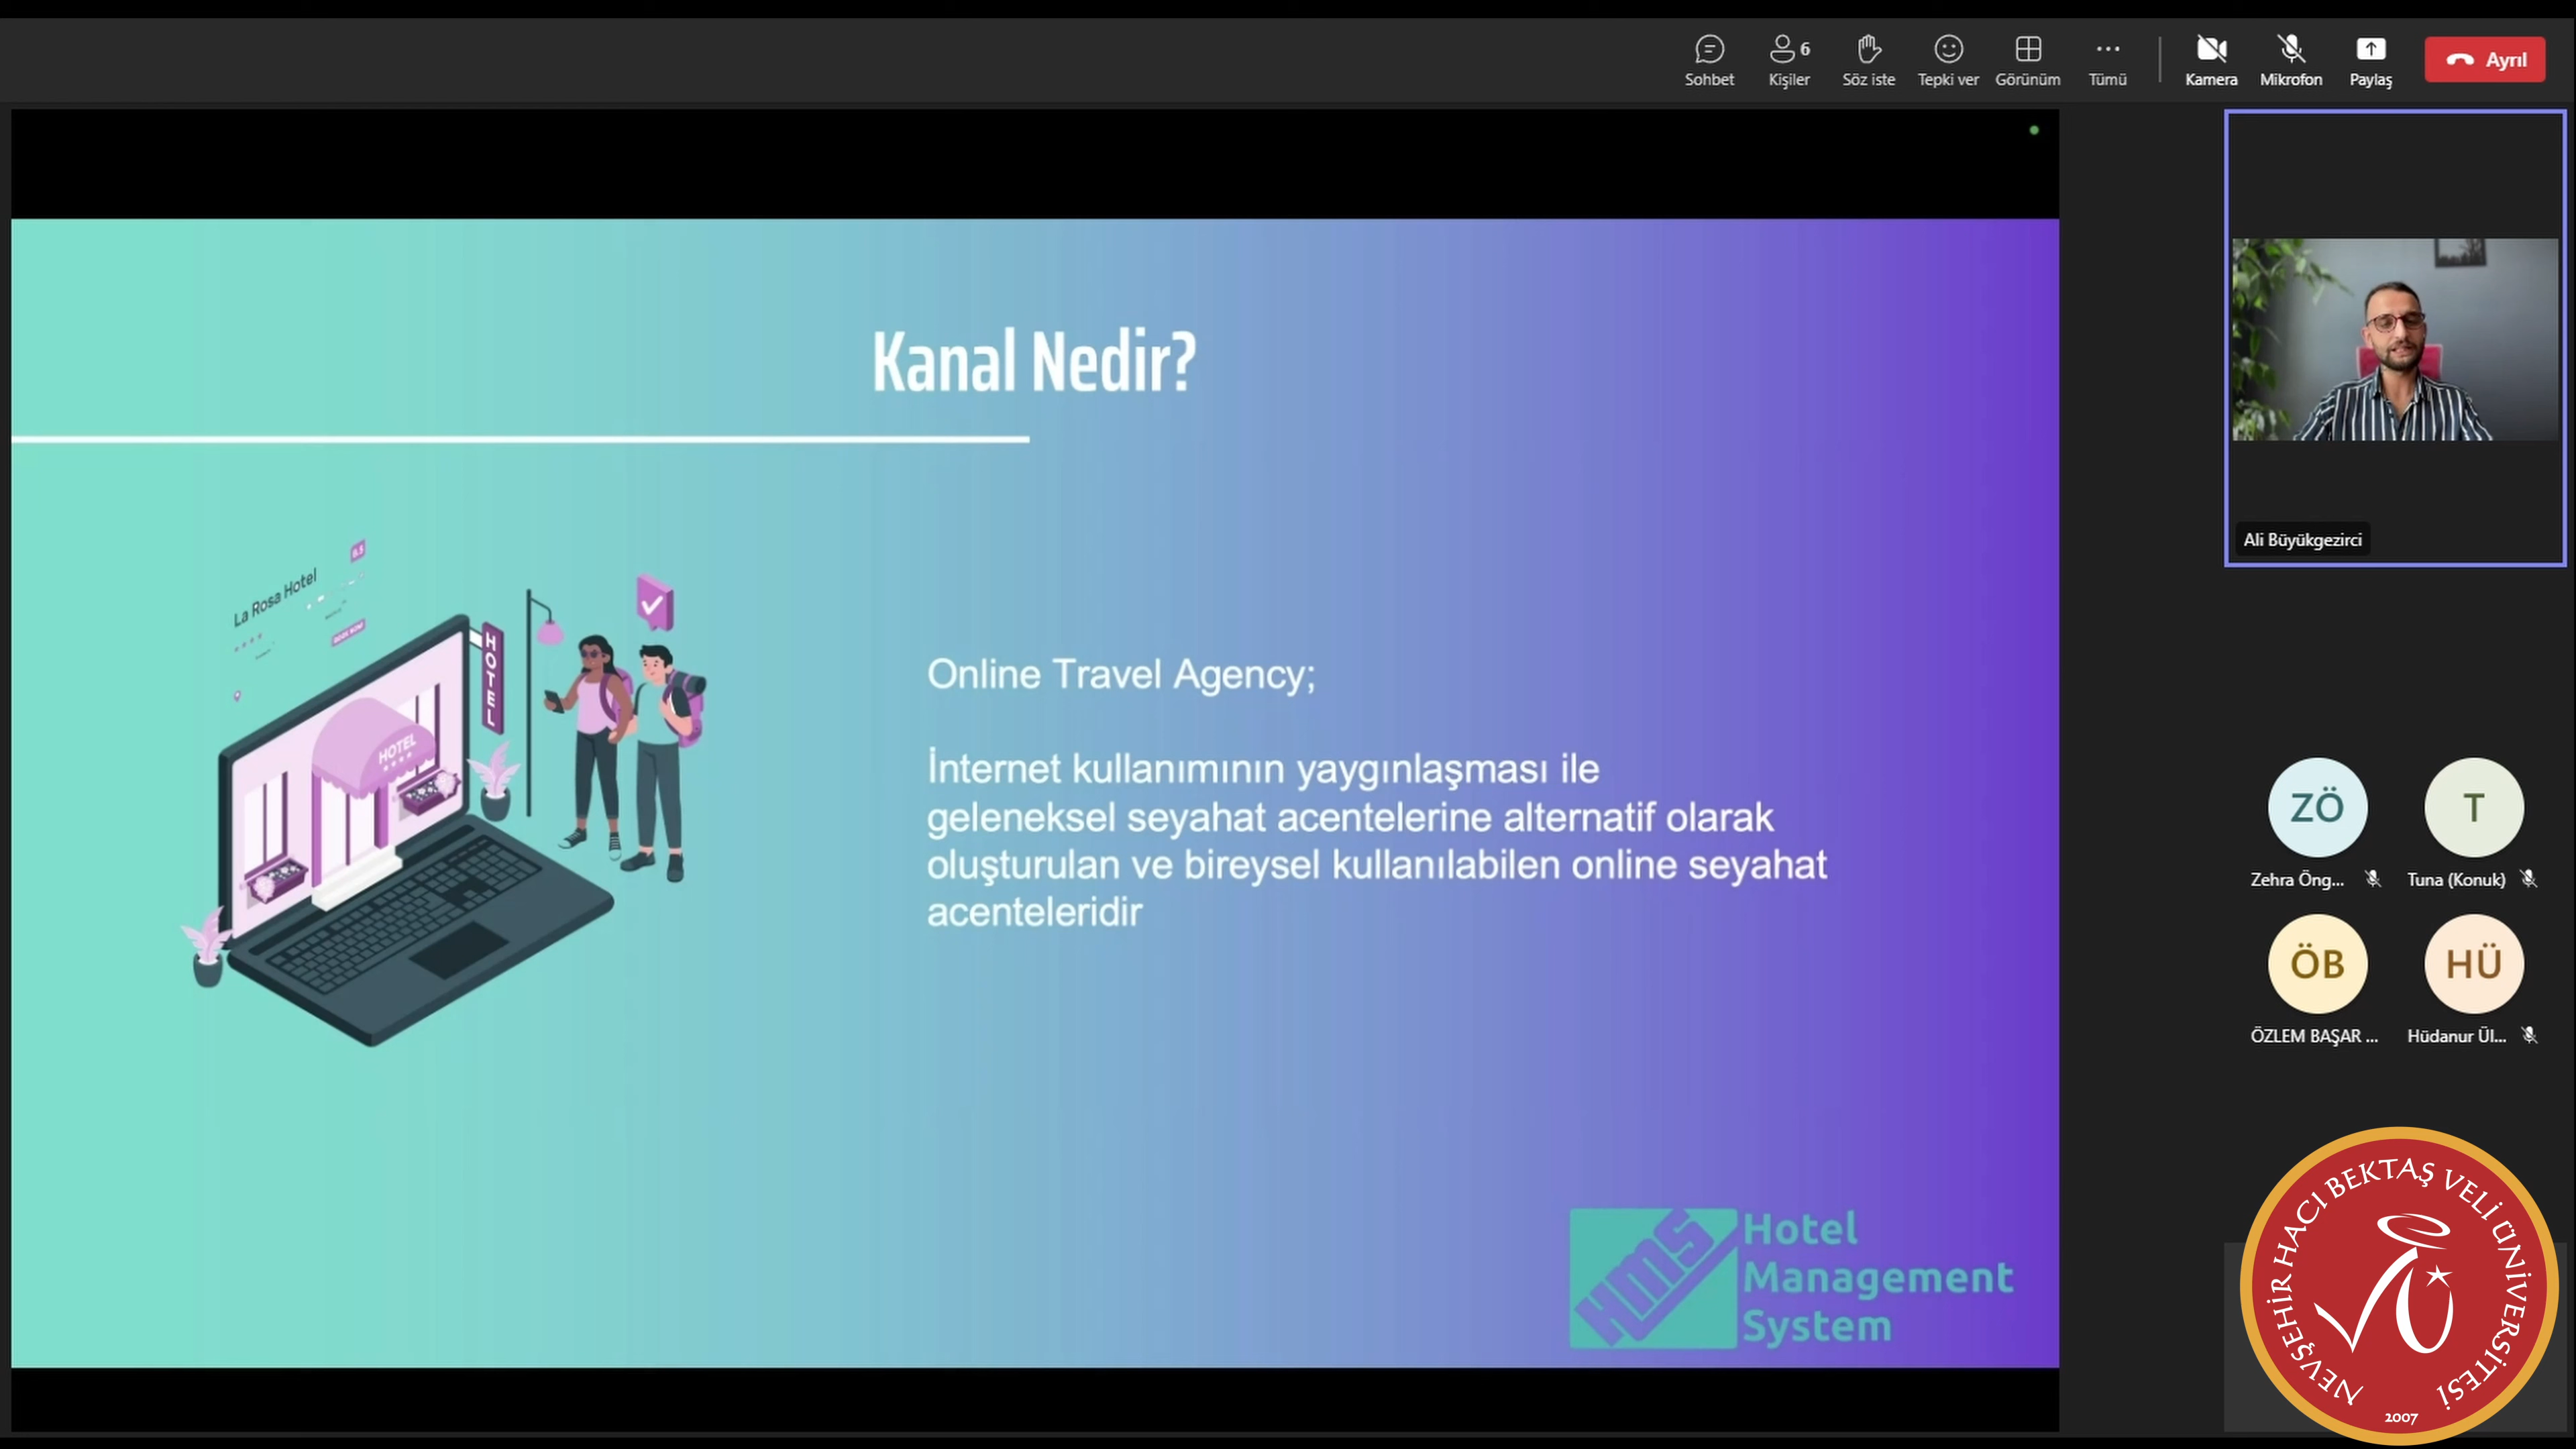 Sohbet
Kişiler 6
Söz iste
Tepki ver
Görünüm
Tümü
Kamera
Mikrofon
Paylaş
Ayrıl
Kanal Nedir?
La Rosa Hotel
HOTEL
HOTEL
Online Travel Agency;
İnternet kullanımının yaygınlaşması ile
geleneksel seyahat acentelerine alternatif olarak
oluşturulan ve bireysel kullanılabilen online seyahat
acenteleridir
HMS
Hotel
Management
System
Ali Büyükgezirci
ZÖ
T
Zehra Öng...
Tuna (Konuk)
ÖB
HÜ
ÖZLEM BAŞAR ...
Hüdanur Ül...
NEVŞEHİR HACI BEKTAŞ VELİ ÜNİVERSİTESİ
2007